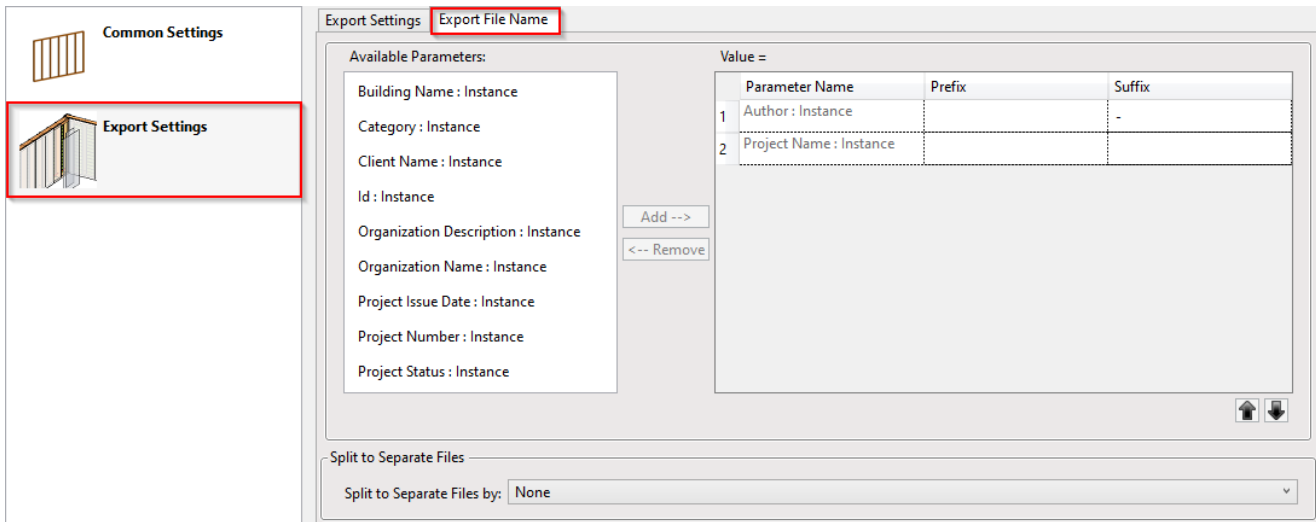 Common Settings
Export Settings
Export Settings Export File Name
Available Parameters:
Building Name : Instance
Category : Instance
Client Name : Instance
Id : Instance
Organization Description : Instance
Organization Name : Instance
Project Issue Date : Instance
Project Number : Instance
Project Status : Instance
Add -->
<-- Remove
Value =
Parameter Name Prefix Suffix
1 Author : Instance -
2 Project Name : Instance
Split to Separate Files
Split to Separate Files by: None